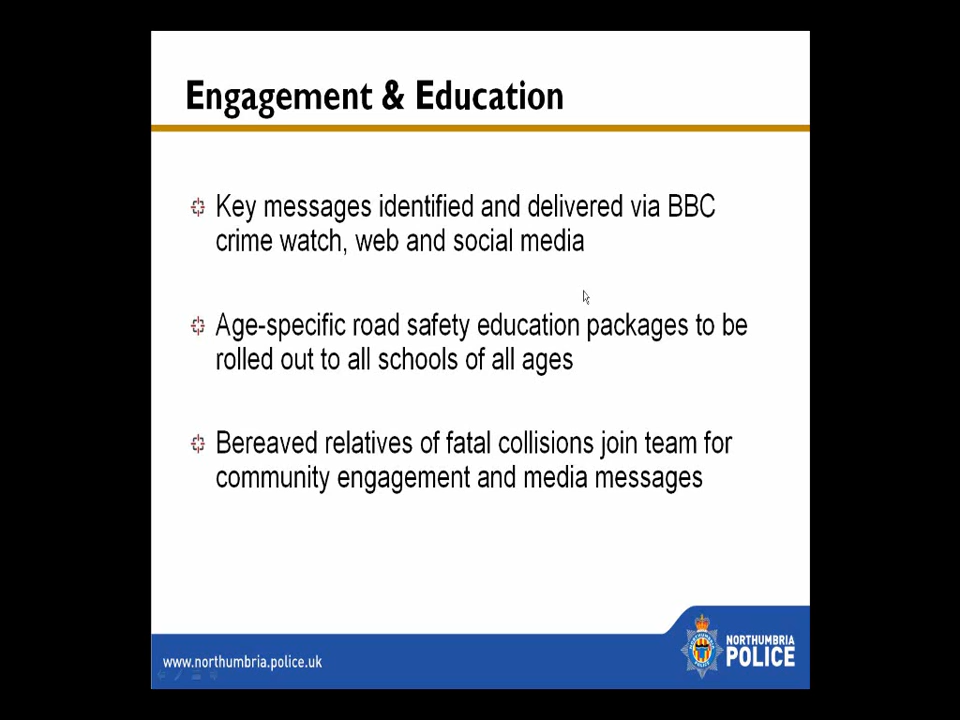 Engagement & Education
Key messages identified and delivered via BBC
crime watch, web and social media
Age-specific road safety education packages to be
rolled out to all schools of all ages
Bereaved relatives of fatal collisions join team for
community engagement and media messages
www.northumbria.police.uk
NORTHUMBRIA
POLICE